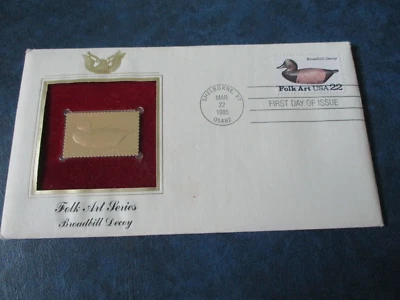 Broadbill Decoy
Folk Art USA 22
SHELBURNE, VT
MAR
22
1985
05482
FIRST DAY OF ISSUE
Folk Art Series
Broadbill Decoy